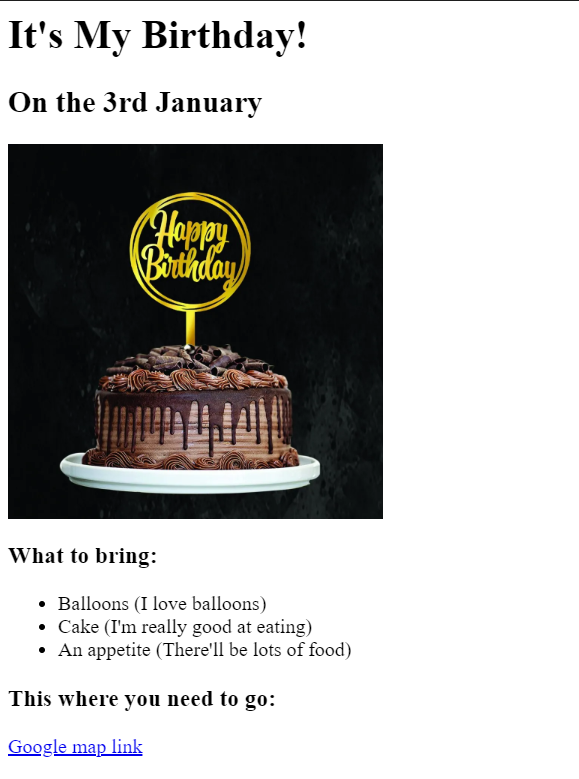 It's My Birthday!
On the 3rd January
Happy
Birthday
What to bring:
Balloons (I love balloons)
Cake (I'm really good at eating)
An appetite (There'll be lots of food)
This where you need to go:
Google map link